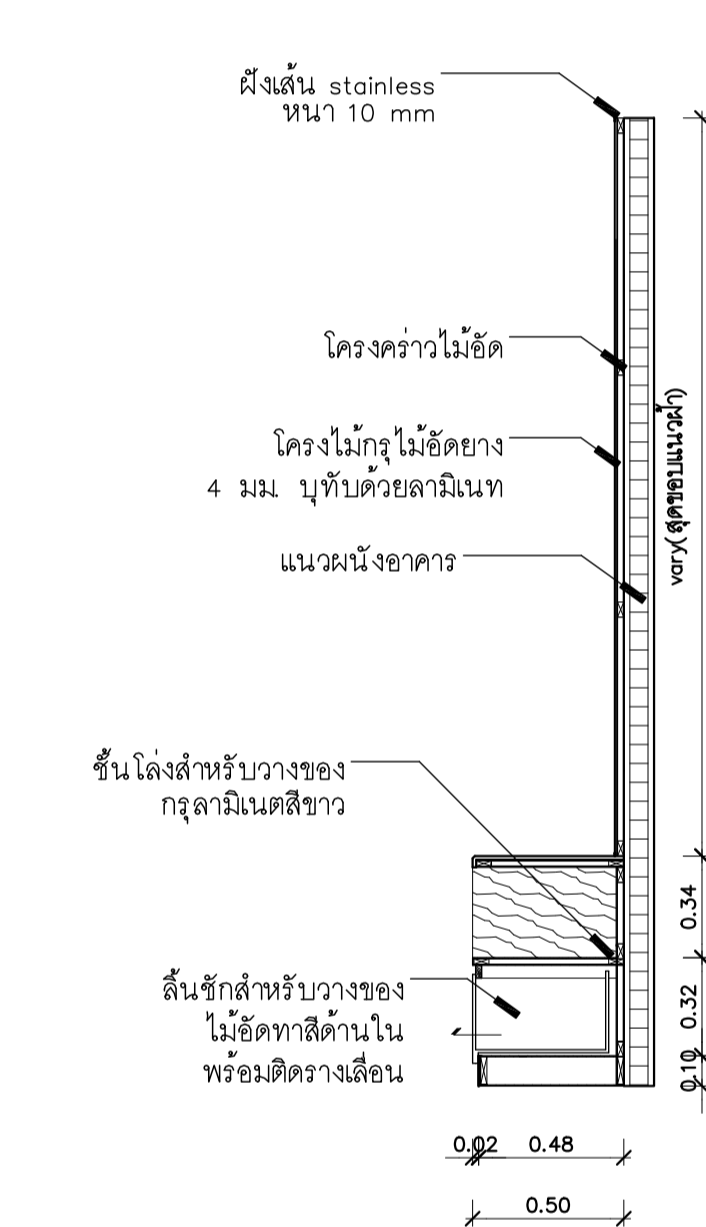 ฝังเส้น stainless
หนา 10 mm
โครงคร่าวไม้อัด
โครงไม้กรุไม้อัดยาง
4 มม. บุทับด้วยลามิเนท
แนวผนังอาคาร
vary(สุดขอบแนวฝ้า)
ชั้นโล่งสำหรับวางของ
กรุลามิเนตสีขาว
0.34
ลิ้นชักสำหรับวางของ
ไม้อัดทาสีด้านใน
พร้อมติดรางเลื่อน
0.32
0.10
0.02 0.48
0.50